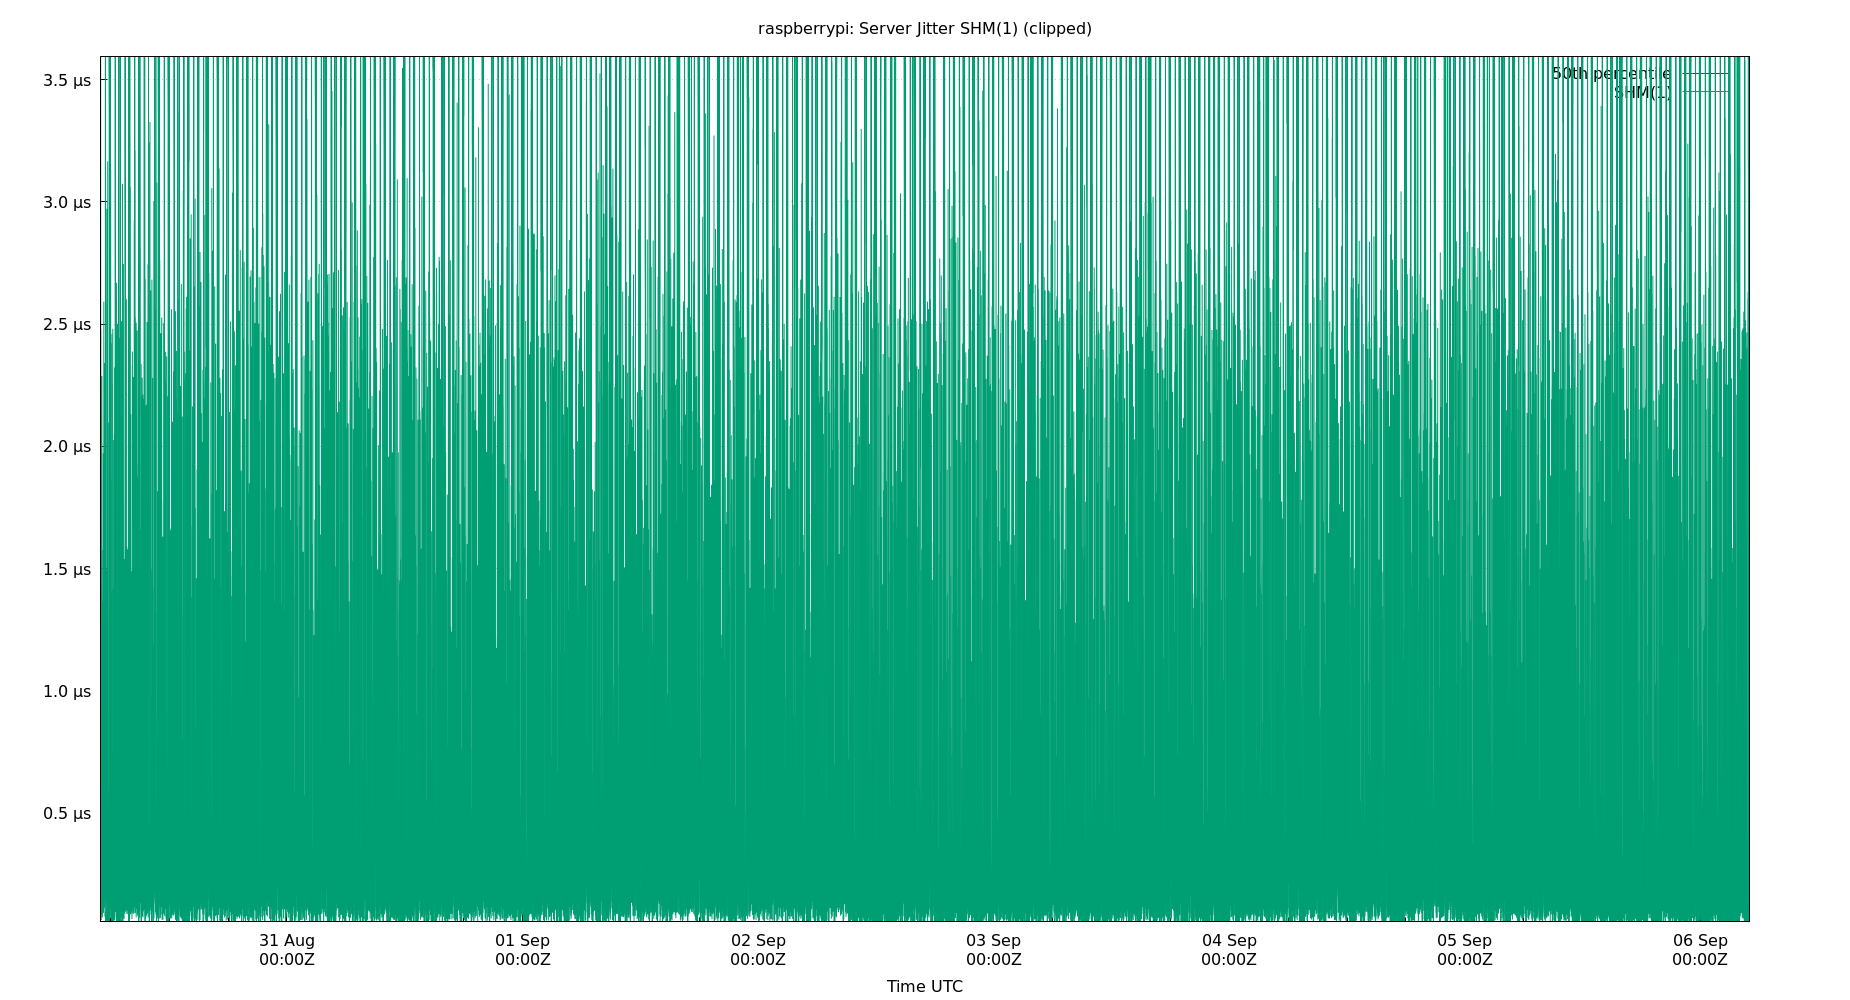 raspberrypi: Server Jitter SHM(1) (clipped)
50th percentile
SHM(1)
3.5 µs
3.0 µs
2.5 µs
2.0 µs
1.5 µs
1.0 µs
0.5 µs
31 Aug 01 Sep 02 Sep 03 Sep 04 Sep 05 Sep 06 Sep
00:00Z 00:00Z 00:00Z 00:00Z 00:00Z 00:00Z 00:00Z
Time UTC